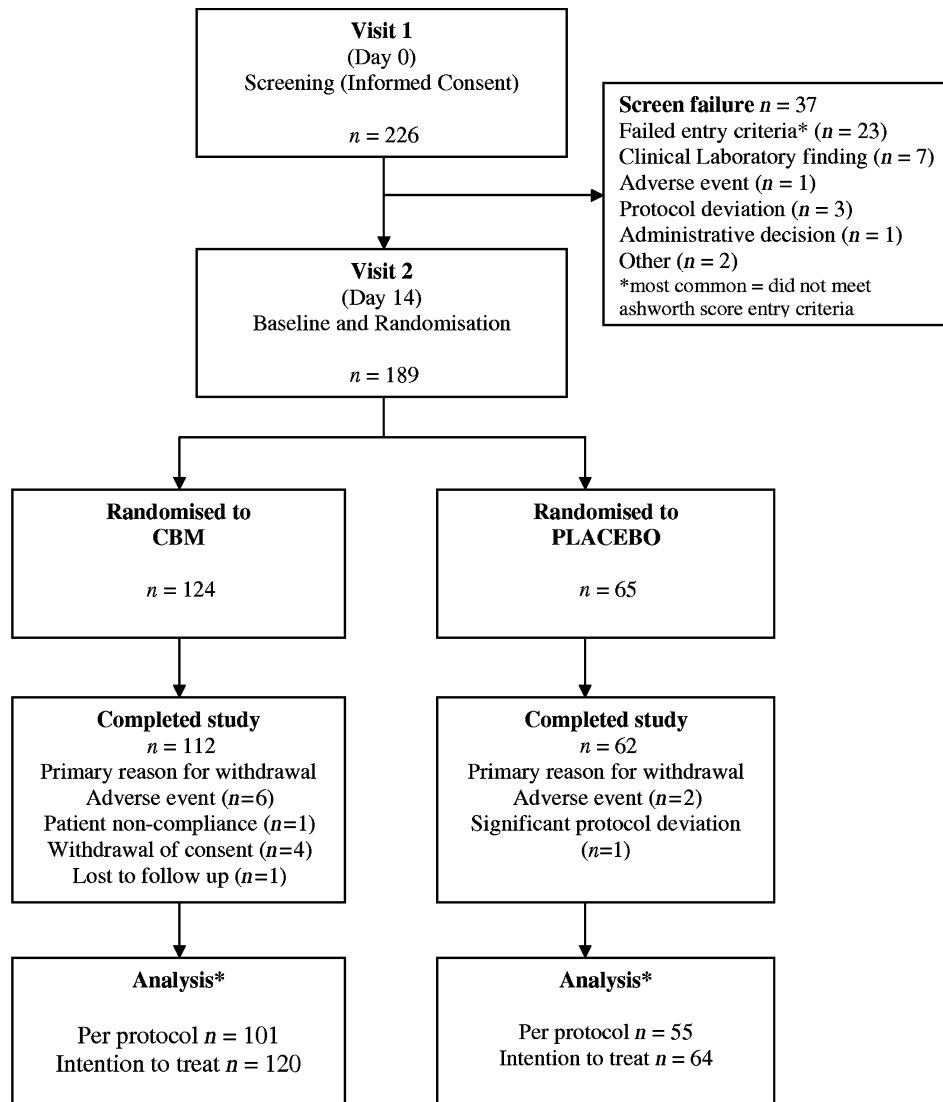 Visit 1
(Day 0)
Screening (Informed Consent)
n = 226
Screen failure n = 37
Failed entry criteria* (n = 23)
Clinical Laboratory finding (n = 7)
Adverse event (n = 1)
Protocol deviation (n = 3)
Administrative decision (n = 1)
Other (n = 2)
*most common = did not meet
ashworth score entry criteria
Visit 2
(Day 14)
Baseline and Randomisation
n = 189
Randomised to
CBM
n = 124
Randomised to
PLACEBO
n = 65
Completed study
n = 112
Primary reason for withdrawal
Adverse event (n=6)
Patient non-compliance (n=1)
Withdrawal of consent (n=4)
Lost to follow up (n=1)
Completed study
n = 62
Primary reason for withdrawal
Adverse event (n=2)
Significant protocol deviation
(n=1)
Analysis*
Per protocol n = 101
Intention to treat n = 120
Analysis*
Per protocol n = 55
Intention to treat n = 64